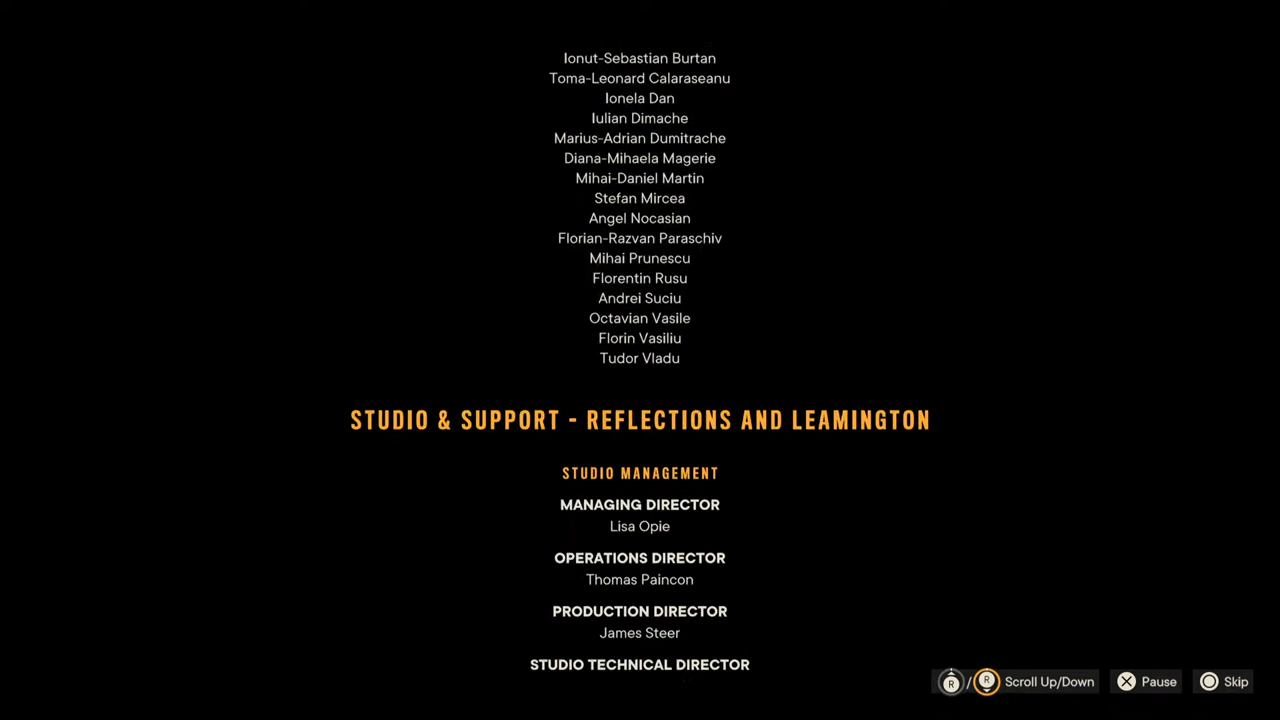 Ionut-Sebastian Burtan
Toma-Leonard Calaraseanu
Ionela Dan
Iulian Dimache
Marius-Adrian Dumitrache
Diana-Mihaela Magerie
Mihai-Daniel Martin
Stefan Mircea
Angel Nocasian
Florian-Razvan Paraschiv
Mihai Prunescu
Florentin Rusu
Andrei Suciu
Octavian Vasile
Florin Vasiliu
Tudor Vladu
STUDIO & SUPPORT - REFLECTIONS AND LEAMINGTON
STUDIO MANAGEMENT
MANAGING DIRECTOR
Lisa Opie
OPERATIONS DIRECTOR
Thomas Paincon
PRODUCTION DIRECTOR
James Steer
STUDIO TECHNICAL DIRECTOR
R / R Scroll Up/Down Pause Skip